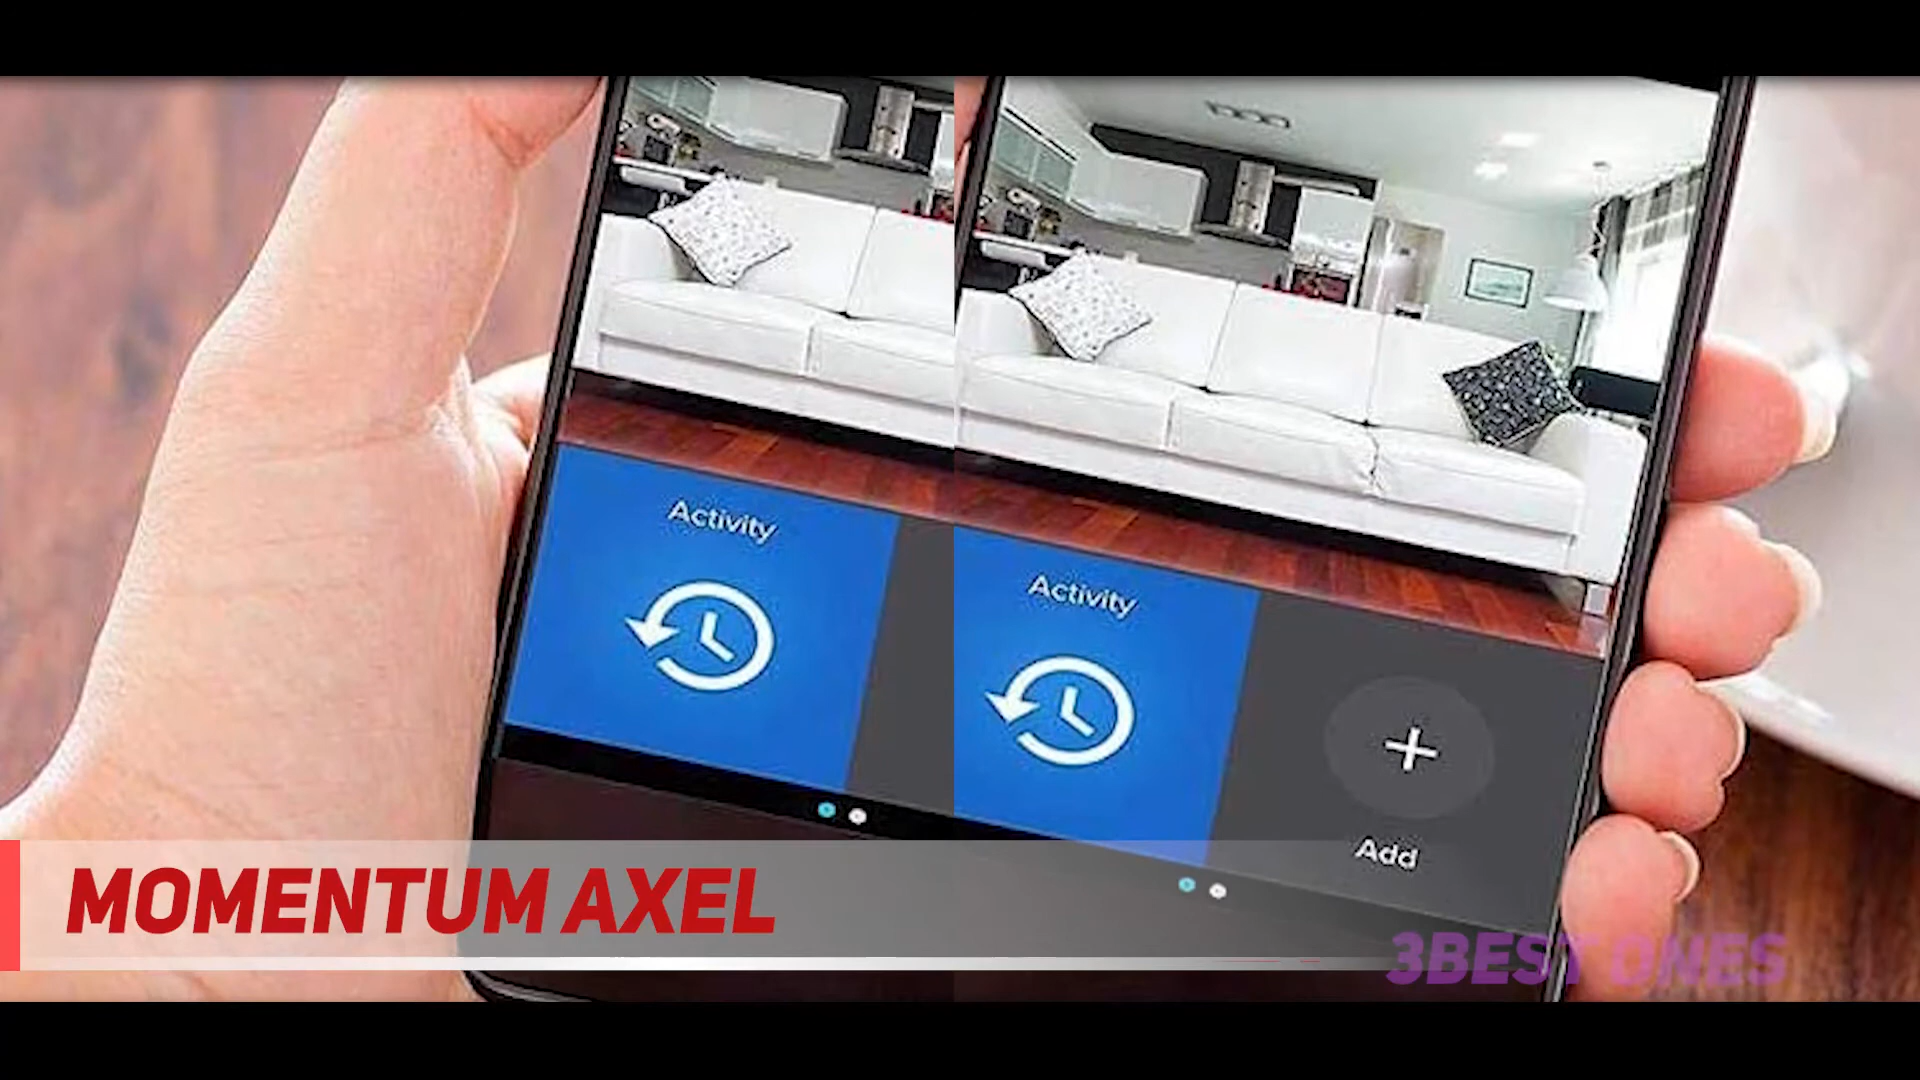 Activity
Activity
Add
MOMENTUM AXEL
3BEST ONES